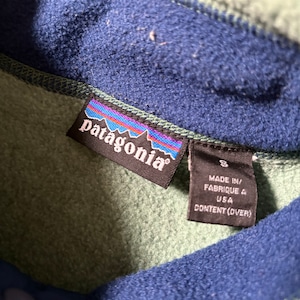 patagonia®
S
MADE IN/
FABRIQUE A
USA
CONTENT (OVER)